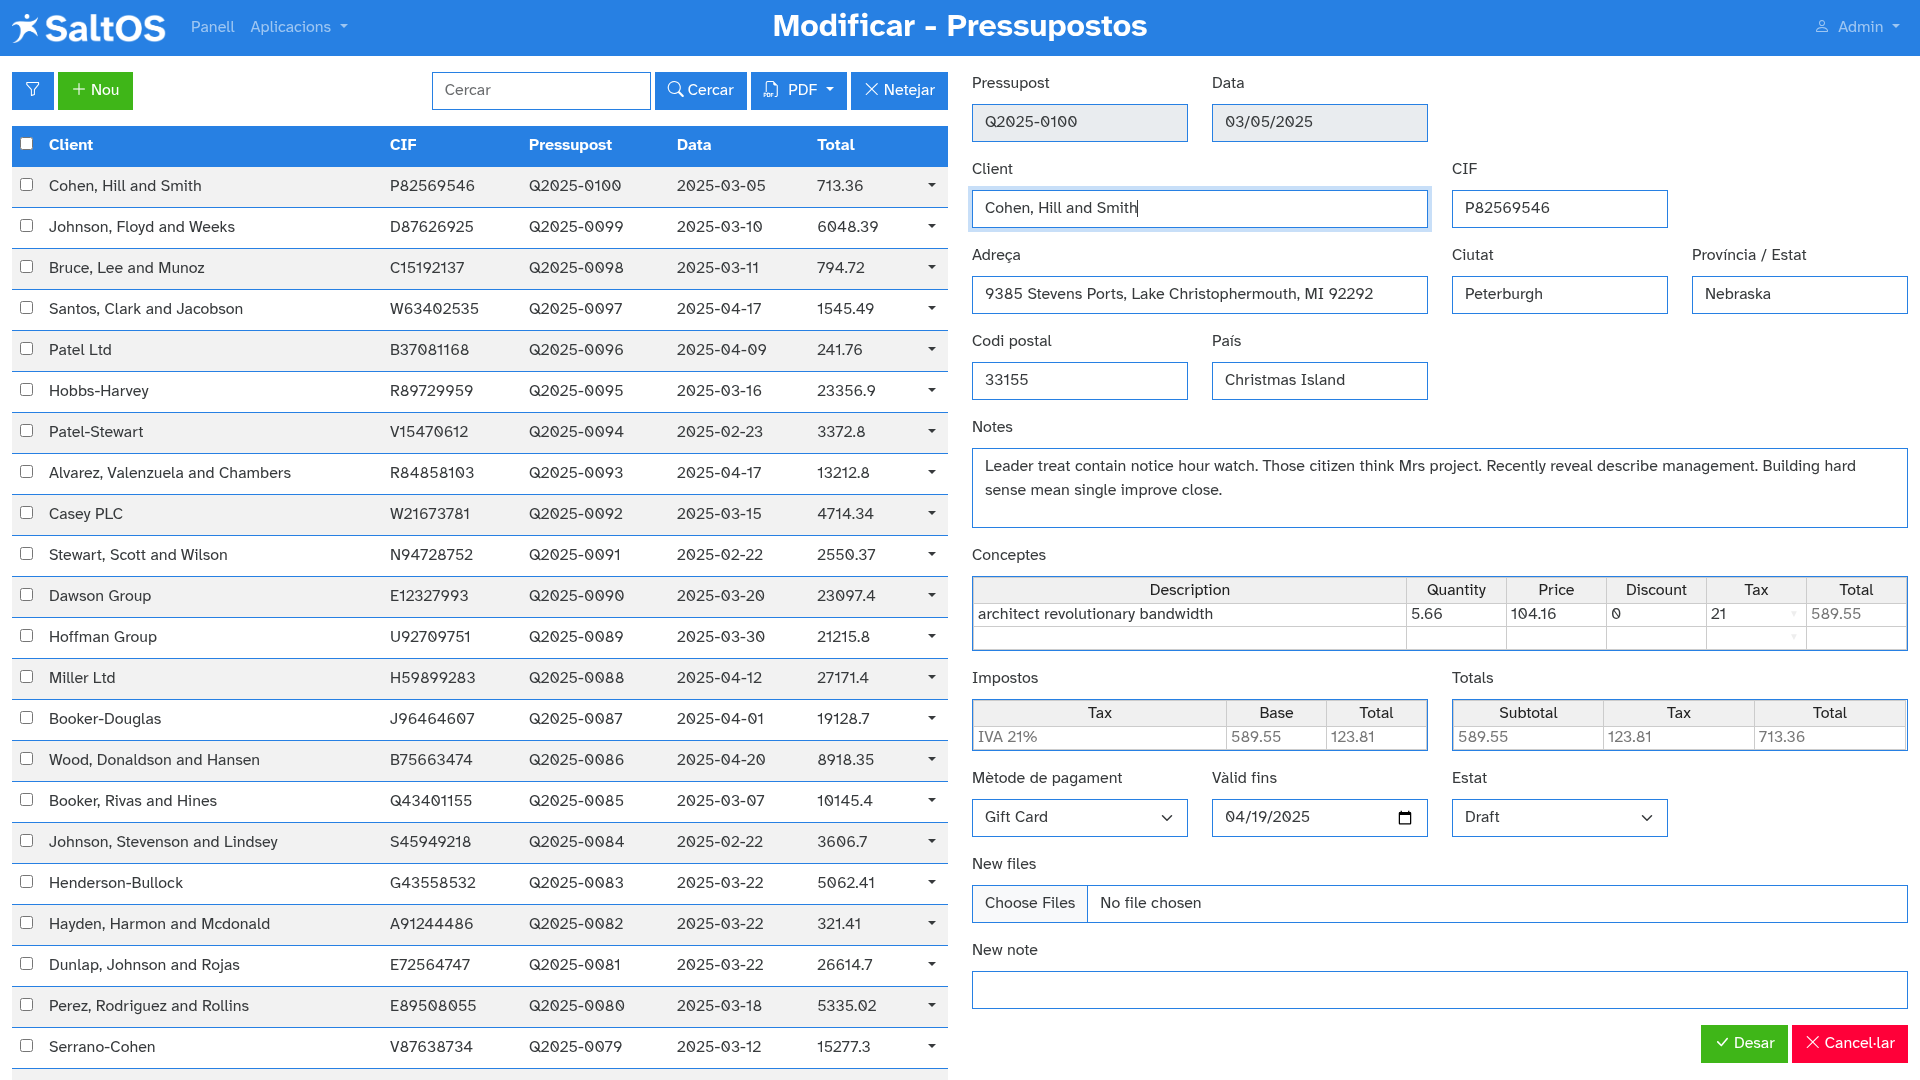 SaltOS
Panell Aplicacions
Modificar - Pressupostos
Admin
Nou
Cercar
Cercar
PDF
Netejar
Client CIF Pressupost Data Total
Cohen, Hill and Smith P82569546 Q2025-0100 2025-03-05 713.36
Johnson, Floyd and Weeks D87626925 Q2025-0099 2025-03-10 6048.39
Bruce, Lee and Munoz C15192137 Q2025-0098 2025-03-11 794.72
Santos, Clark and Jacobson W63402535 Q2025-0097 2025-04-17 1545.49
Patel Ltd B37081168 Q2025-0096 2025-04-09 241.76
Hobbs-Harvey R89729959 Q2025-0095 2025-03-16 23356.9
Patel-Stewart V15470612 Q2025-0094 2025-02-23 3372.8
Alvarez, Valenzuela and Chambers R84858103 Q2025-0093 2025-04-17 13212.8
Casey PLC W21673781 Q2025-0092 2025-03-15 4714.34
Stewart, Scott and Wilson N94728752 Q2025-0091 2025-02-22 2550.37
Dawson Group E12327993 Q2025-0090 2025-03-20 23097.4
Hoffman Group U92709751 Q2025-0089 2025-03-30 21215.8
Miller Ltd H59899283 Q2025-0088 2025-04-12 27171.4
Booker-Douglas J96464607 Q2025-0087 2025-04-01 19128.7
Wood, Donaldson and Hansen B75663474 Q2025-0086 2025-04-20 8918.35
Booker, Rivas and Hines Q43401155 Q2025-0085 2025-03-07 10145.4
Johnson, Stevenson and Lindsey S45949218 Q2025-0084 2025-02-22 3606.7
Henderson-Bullock G43558532 Q2025-0083 2025-03-22 5062.41
Hayden, Harmon and Mcdonald A91244486 Q2025-0082 2025-03-22 321.41
Dunlap, Johnson and Rojas E72564747 Q2025-0081 2025-03-22 26614.7
Perez, Rodriguez and Rollins E89508055 Q2025-0080 2025-03-18 5335.02
Serrano-Cohen V87638734 Q2025-0079 2025-03-12 15277.3
Pressupost Data
Q2025-0100 03/05/2025
Client CIF
Cohen, Hill and Smith P82569546
Adreça Ciutat Província / Estat
9385 Stevens Ports, Lake Christophermouth, MI 92292 Peterburgh Nebraska
Codi postal País
33155 Christmas Island
Notes
Leader treat contain notice hour watch. Those citizen think Mrs project. Recently reveal describe management. Building hard
sense mean single improve close.
Conceptes
Description Quantity Price Discount Tax Total
architect revolutionary bandwidth 5.66 104.16 0 21 589.55
Impostos Totals
Tax Base Total Subtotal Tax Total
IVA 21% 589.55 123.81 589.55 123.81 713.36
Mètode de pagament Vàlid fins Estat
Gift Card 04/19/2025 Draft
New files
Choose Files No file chosen
New note
Desar Cancel·lar